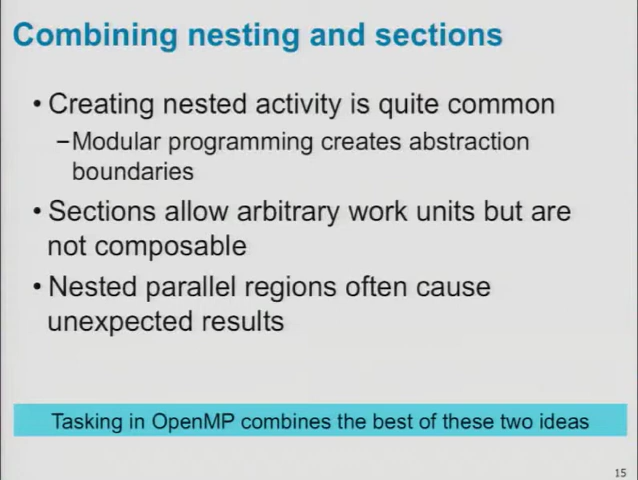 Combining nesting and sections
• Creating nested activity is quite common
–Modular programming creates abstraction
boundaries
• Sections allow arbitrary work units but are
not composable
• Nested parallel regions often cause
unexpected results
Tasking in OpenMP combines the best of these two ideas
15